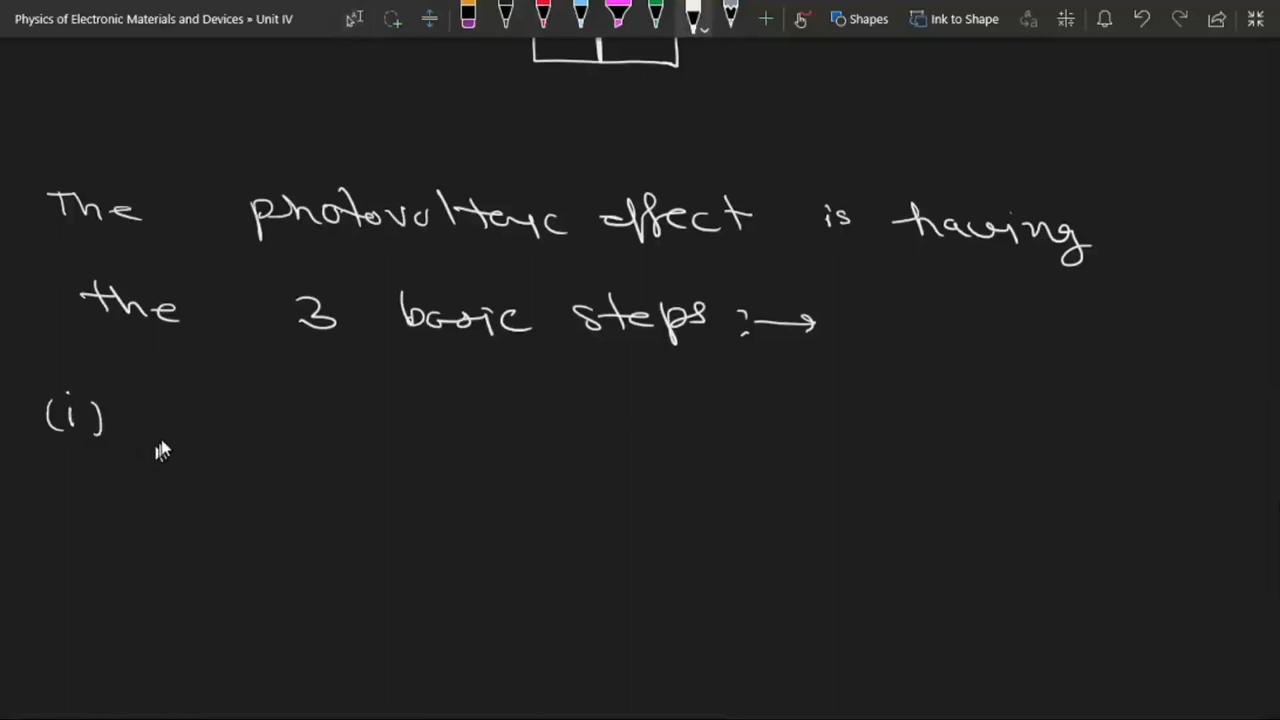 Physics of Electronic Materials and Devices » Unit IV
Shapes
Ink to Shape
The photovoltaic effect is having
the 3 basic steps :→
(i)